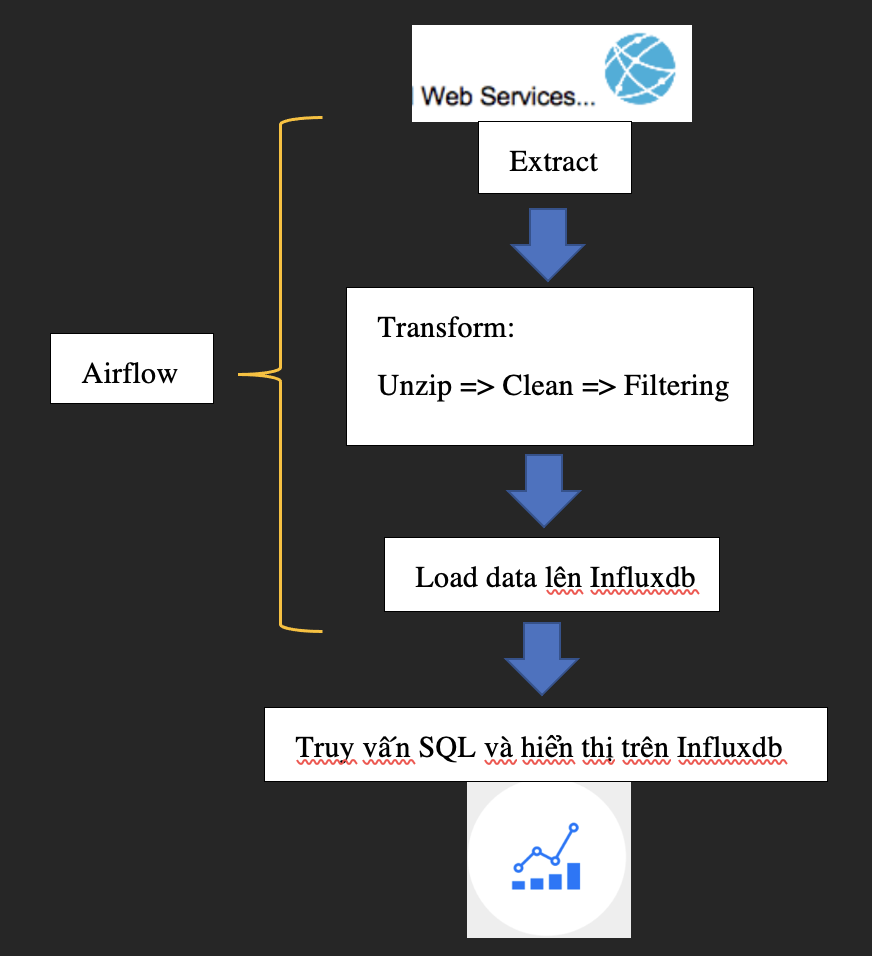 Web Services...
Extract
Transform:
Unzip => Clean => Filtering
Airflow
Load data lên Influxdb
Truy vấn SQL và hiển thị trên Influxdb